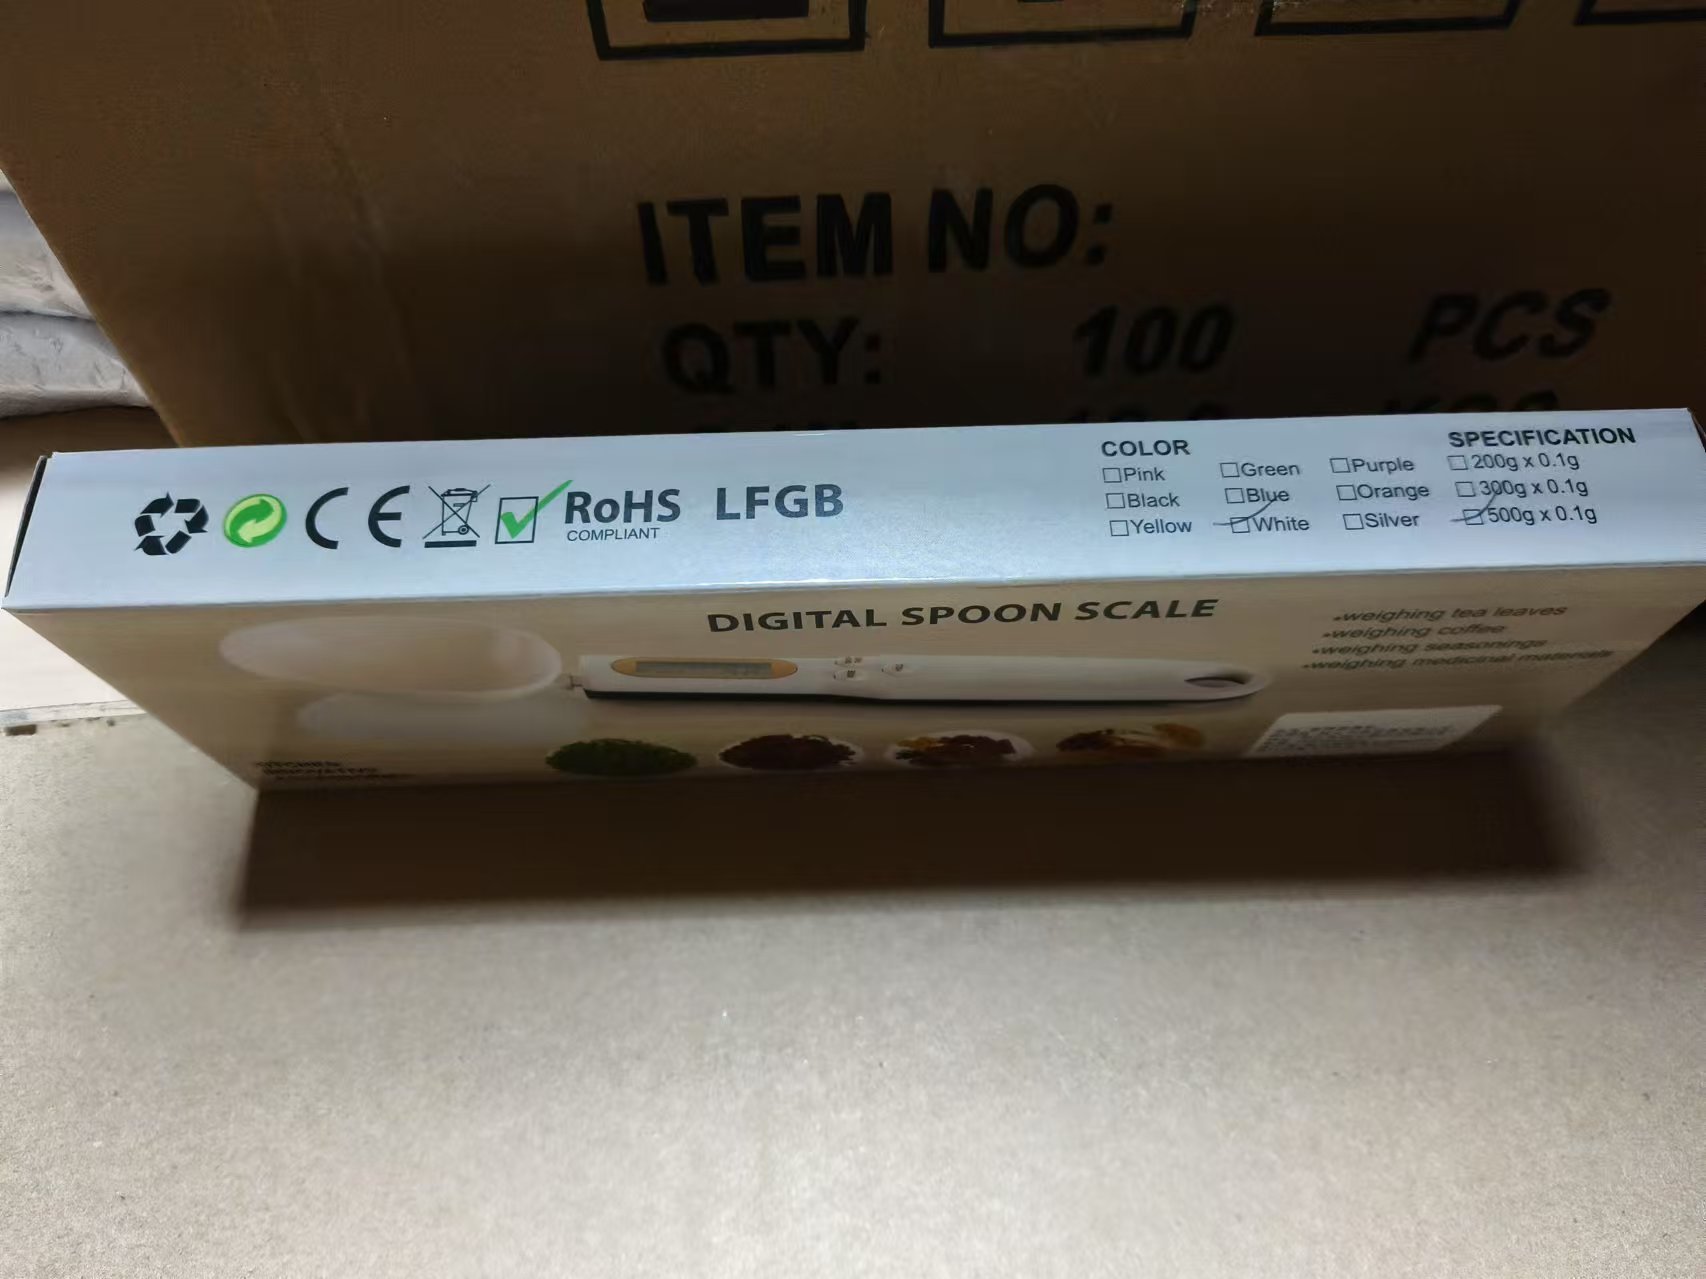 ITEM NO:
QTY: 100 PCS
CE
RoHS
COMPLIANT
LFGB
COLOR
□Pink □Green □Purple
□Black □Blue □Orange
□Yellow □White □Silver
SPECIFICATION
□200g x 0.1g
□300g x 0.1g
□500g x 0.1g
DIGITAL SPOON SCALE
•weighing tea leaves
•weighing coffee
•weighing seasonings
•weighing medicinal materials